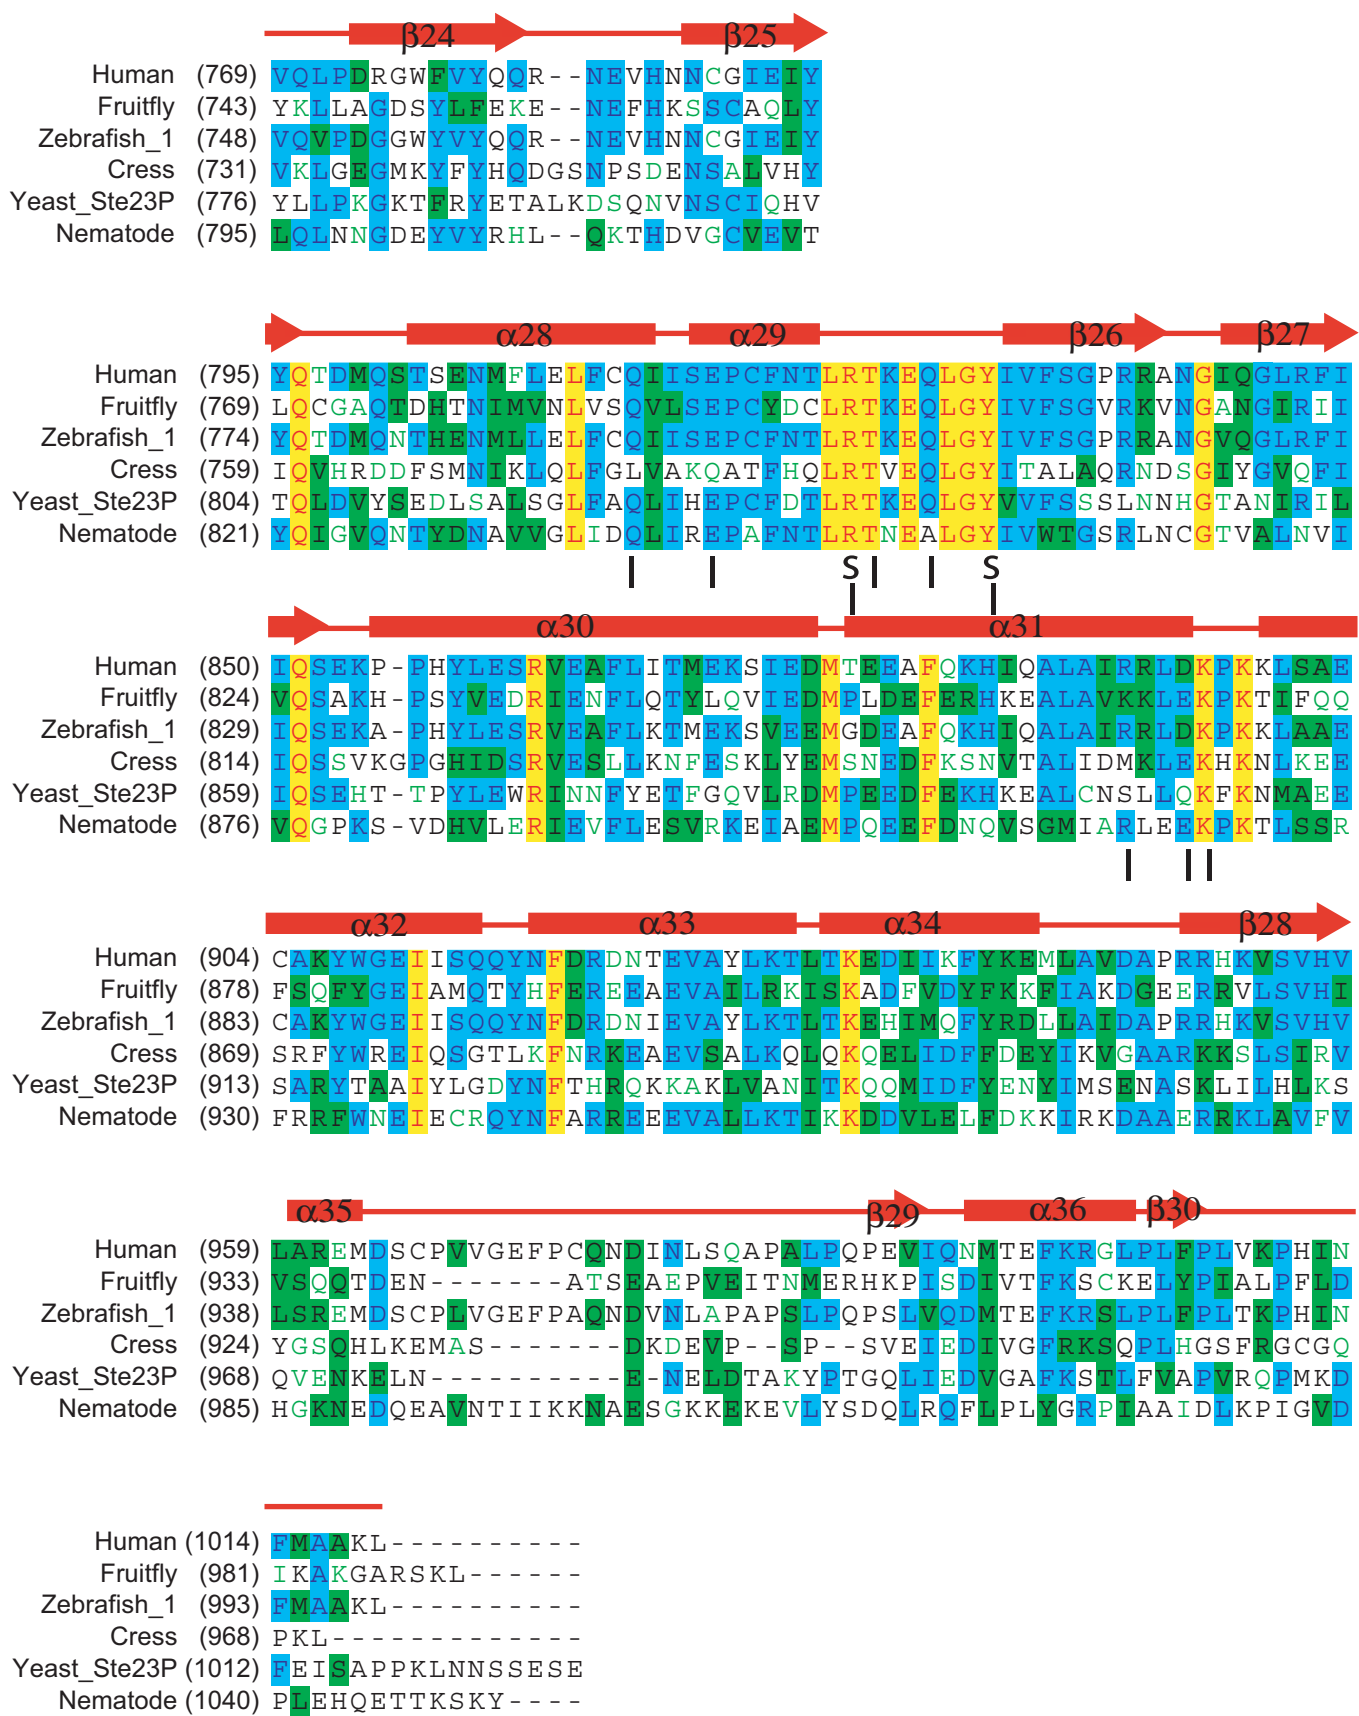 β24 β25
Human (769) VQLPDRGWFVYQQR--NEVHNNCGIEIY
Fruitfly (743) YKLLAGDSYLFEKE--NEFHKSSCAQLY
Zebrafish_1 (748) VQVPDGGWYVYQQR--NEVHNNCGIEIY
Cress (731) VKLGEGMKYFYHQDGSNPSDENSALVHY
Yeast_Ste23P (776) YLLPKGKTFRYETALKDSQNVNSCIQHV
Nematode (795) LQLNNGDEYVYRHL--QKTHDVGCVEVT
α28 α29 β26 β27
Human (795) YQTDMQSTSENMFLELFCQIISEPCFNTLRTKEQLGYIVFSGPRRANGIQGLRFI
Fruitfly (769) LQCGAQTDHTNIMVNLVSQVLSEPCYDCLRTKEQLGYIVFSGVRKVNGANGIRII
Zebrafish_1 (774) YQTDMQNTHENMLLELFCQIISEPCFNTLRTKEQLGYIVFSGPRRANGVQGLRFI
Cress (759) IQVHRDDFSMNIKLQLFGLVAKQATFHQLRTVEQLGYITALAQRNDSGIYGVQFI
Yeast_Ste23P (804) TQLDVYSEDLSALSGLFAQLIHEPCFDTLRTKEQLGYVVFSSSLNNHGTANIRIL
Nematode (821) YQIGVQNTYDNAVVGLIDQLIREPAFNTLRTNEALGYIVWTGSRLNCGTVALNVI
S S
α30 α31
Human (850) IQSEKP-PHYLESRVEAFLITMEKSIEDMTEEAFQKHIQALAIRRLDKPKKLSAE
Fruitfly (824) VQSAKH-PSYVEDRIENFLQTYLQVIEDMPLDEFERHKEALAVKKLEKPKTIFQQ
Zebrafish_1 (829) IQSEKA-PHYLESRVEAFLKTMEKSVEEMGDEAFQKHIQALAIRRLDKPKKLAAE
Cress (814) IQSSVKGPGHIDSRVESLLKNFESKLYEMSNEDFKSNVTALIDMKLEKHKNLKEE
Yeast_Ste23P (859) IQSEHT-TPYLEWRINNFYETFGQVLRDMPEEDFEKHKEALCNSLLQKFKNMAEE
Nematode (876) VQGPKS-VDHVLERIEVFLESVRKEIAEMPQEEFDNQVSGMIARLEEKPKTLSSR
α32 α33 α34 β28
Human (904) CAKYWGEIISQQYNFDRDNTEVAYLKTLTKEDIIKFYKEMLAVDAPRRHKVSVHV
Fruitfly (878) FSQFYGEIAMQTYHFEREEAEVAILRKISKADFVDYFKKFIAKDGEERRVLSVHI
Zebrafish_1 (883) CAKYWGEIISQQYNFDRDNIEVAYLKTLTKEHIMQFYRDLLAIDAPRRHKVSVHV
Cress (869) SRFYWREIQSGTLKFNRKEAEVSALKQLQKQELIDFFDEYIKVGAARKKSLSIRV
Yeast_Ste23P (913) SARYTAAIYLGDYNFTHRQKKAKLVANITKQQMIDFYENYIMSENASKLILHLKS
Nematode (930) FRRFWNEIECRQYNFARREEEVALLKTIKKDDVLELFDKKIRKDAAERRKLAVFV
α35 β29 α36 β30
Human (959) LAREMDSCPVVGEFPCQNDINLSQAPALPQPEVIQNMTEFKRGLPLFPLVKPHIN
Fruitfly (933) VSQQTDEN-------ATSEAEPVEITNMERHKPISDIVTFKSCKELYPIALPFLD
Zebrafish_1 (938) LSREMDSCPLVGEFPAQNDVNLAPAPSLPQPSLVQDMTEFKRSLPLFPLTKPHIN
Cress (924) YGSQHLKEMAS-------DKDEVP--SP--SVEIEDIVGFRKSQPLHGSFRGCGQ
Yeast_Ste23P (968) QVENKELN----------E-NELDTAKYPTGQLIEDVGAFKSTLFVAPVRQPMKD
Nematode (985) HGKNEDQEAVNTIIKKNAESGKKEKEVLYSDQLRQFLPLYGRPIAAIDLKPIGVD
Human (1014) FMAAKL----------
Fruitfly (981) IKAKGARSKL------
Zebrafish_1 (993) FMAAKL----------
Cress (968) PKL-------------
Yeast_Ste23P (1012) FEISAPPKLNNSSESE
Nematode (1040) PLEHQETTKSKY----